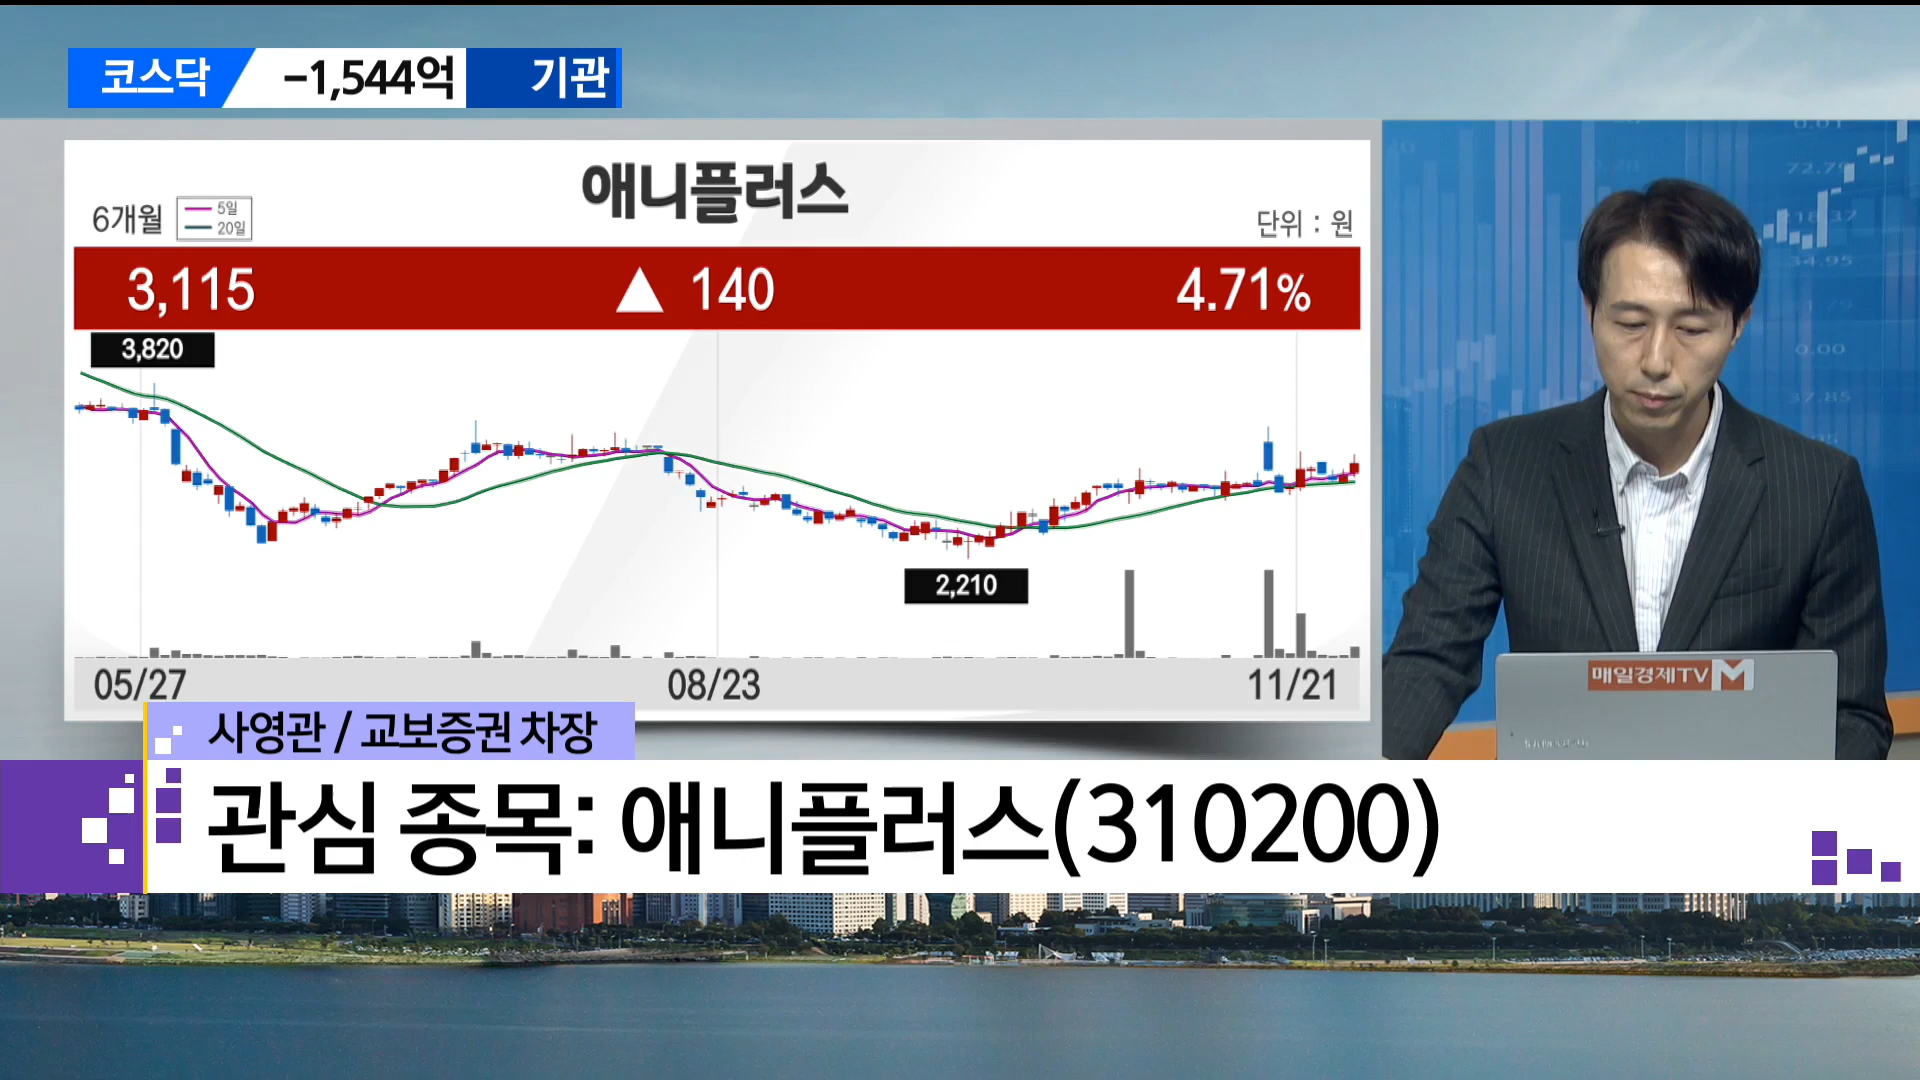 코스닥 -1,544억 기관
애니플러스
6개월 5일 20일
단위 : 원
3,115 ▲ 140 4.71%
3,820
2,210
05/27 08/23 11/21
매일경제TV M
사영관 / 교보증권 차장
관심 종목: 애니플러스(310200)